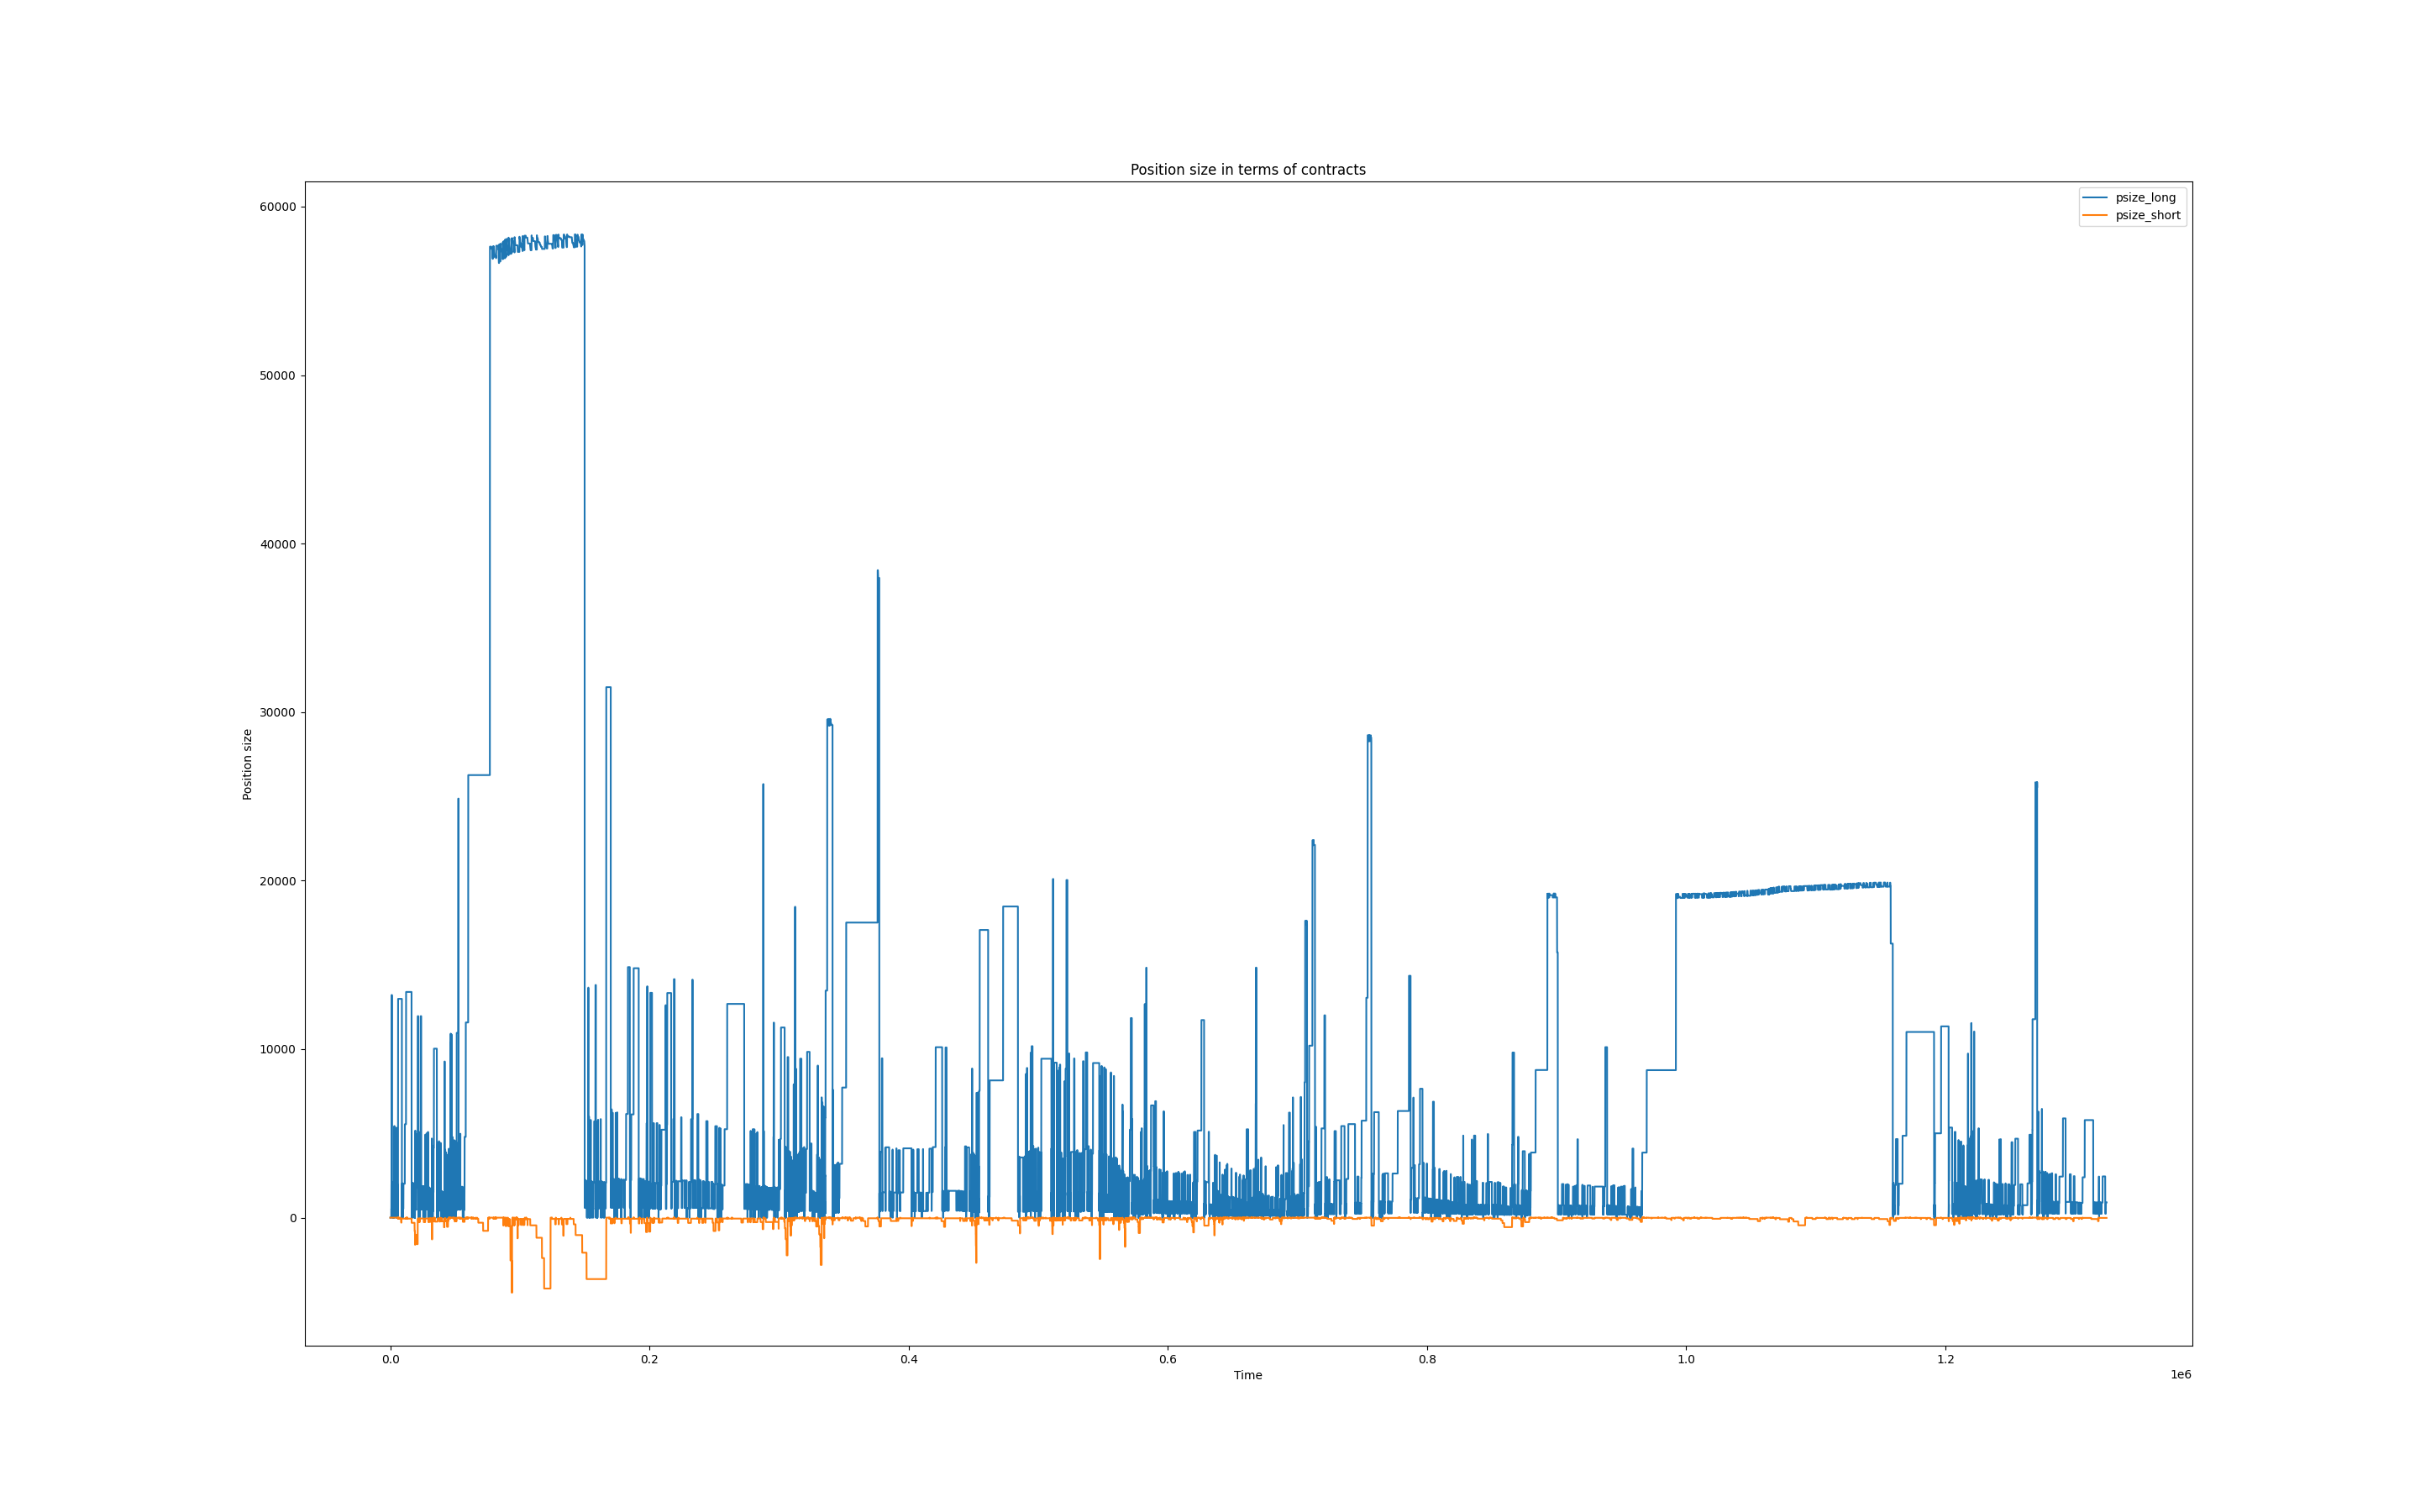 Position size in terms of contracts
psize_long
psize_short
Position size
60000
50000
40000
30000
20000
10000
0
0.0 0.2 0.4 0.6 0.8 1.0 1.2
Time
1e6